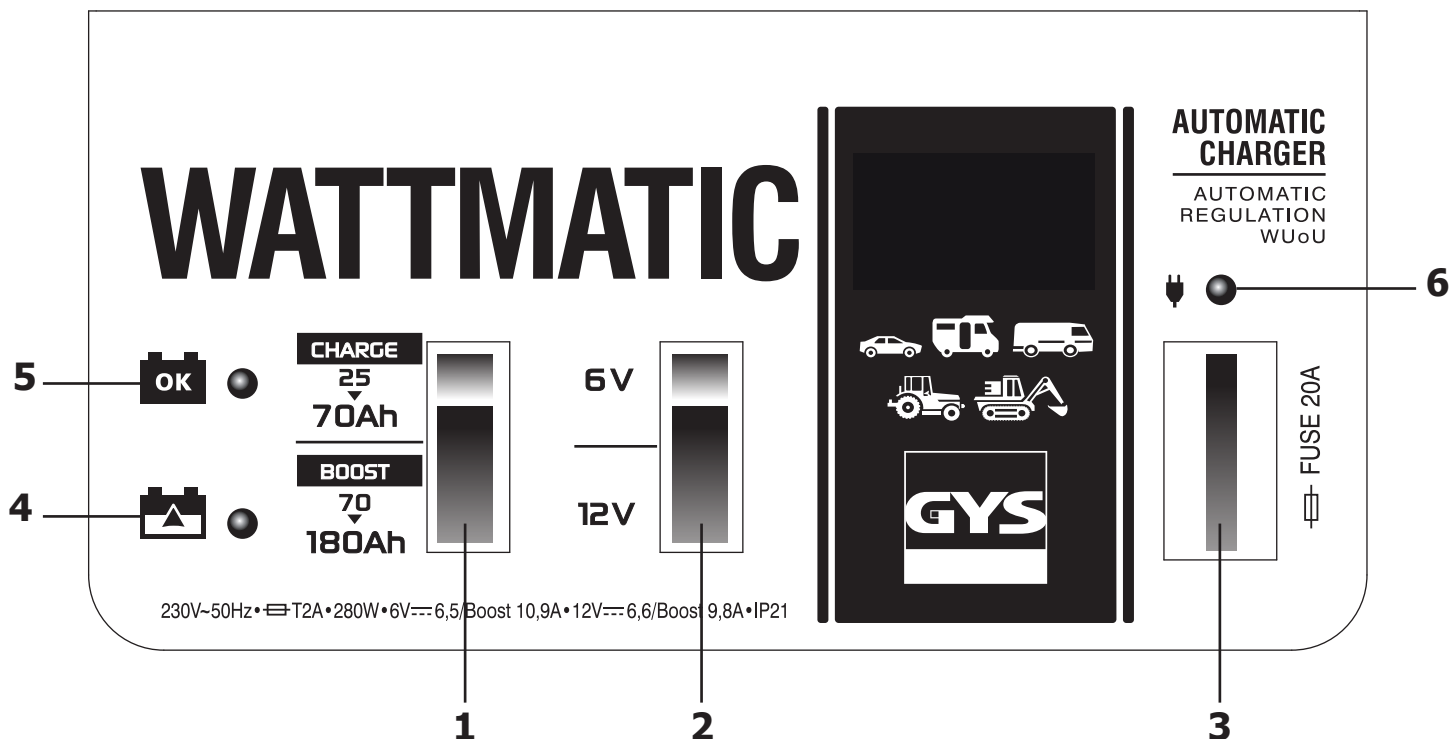 WATTMATIC
AUTOMATIC
CHARGER
AUTOMATIC
REGULATION
WUoU
6
5
OK
CHARGE
25
70Ah
BOOST
70
180Ah
4
6V
12V
GYS
FUSE 20A
230V~50Hz• T2A•280W•6V 6,5/Boost 10,9A•12V 6,6/Boost 9,8A•IP21
1
2
3